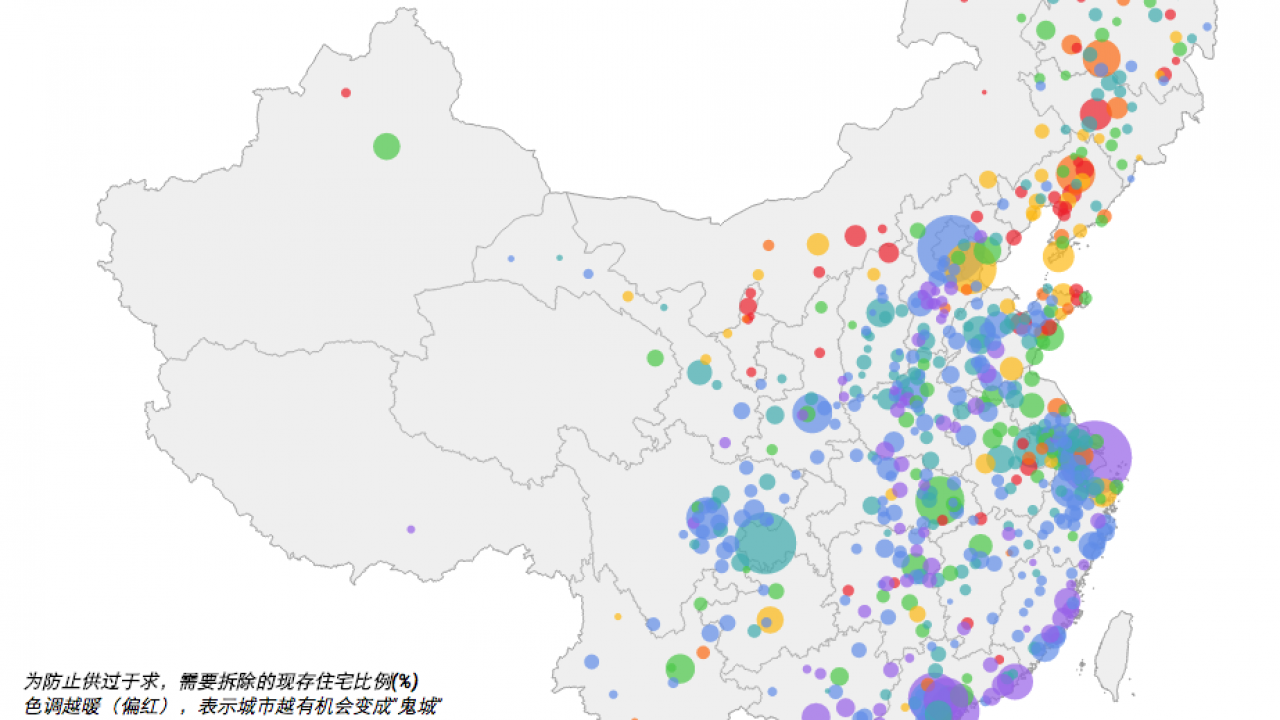 为防止供过于求，需要拆除的现存住宅比例(%)
色调越暖（偏红），表示城市越有机会变成"鬼城"